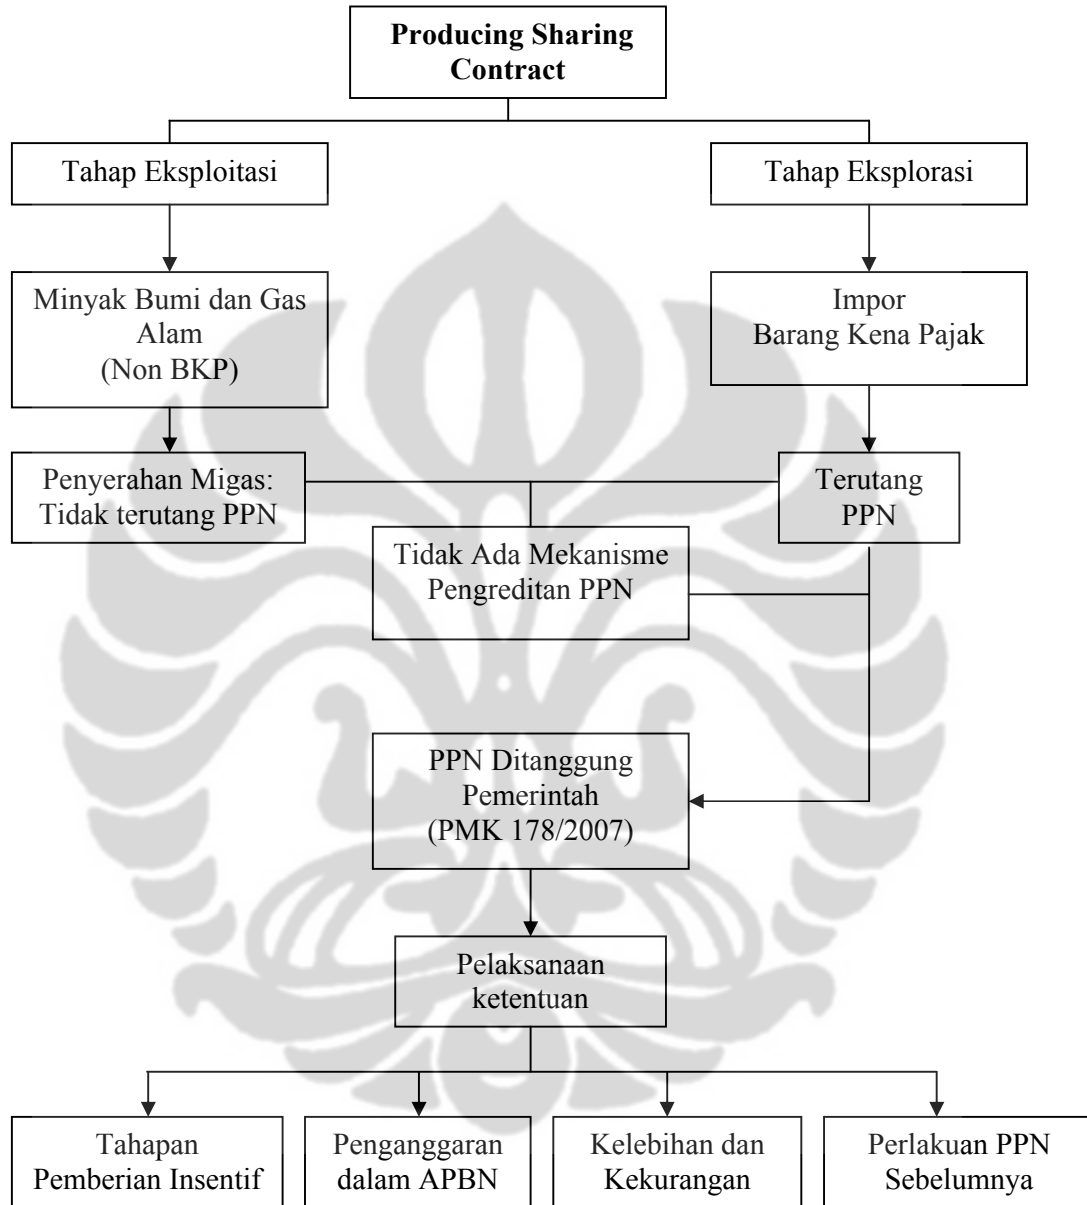 Producing Sharing
Contract
Tahap Eksploitasi
Tahap Eksplorasi
Minyak Bumi dan Gas
Alam
(Non BKP)
Impor
Barang Kena Pajak
Penyerahan Migas:
Tidak terutang PPN
Terutang
PPN
Tidak Ada Mekanisme
Pengreditan PPN
PPN Ditanggung
Pemerintah
(PMK 178/2007)
Pelaksanaan
ketentuan
Tahapan
Pemberian Insentif
Penganggaran
dalam APBN
Kelebihan dan
Kekurangan
Perlakuan PPN
Sebelumnya